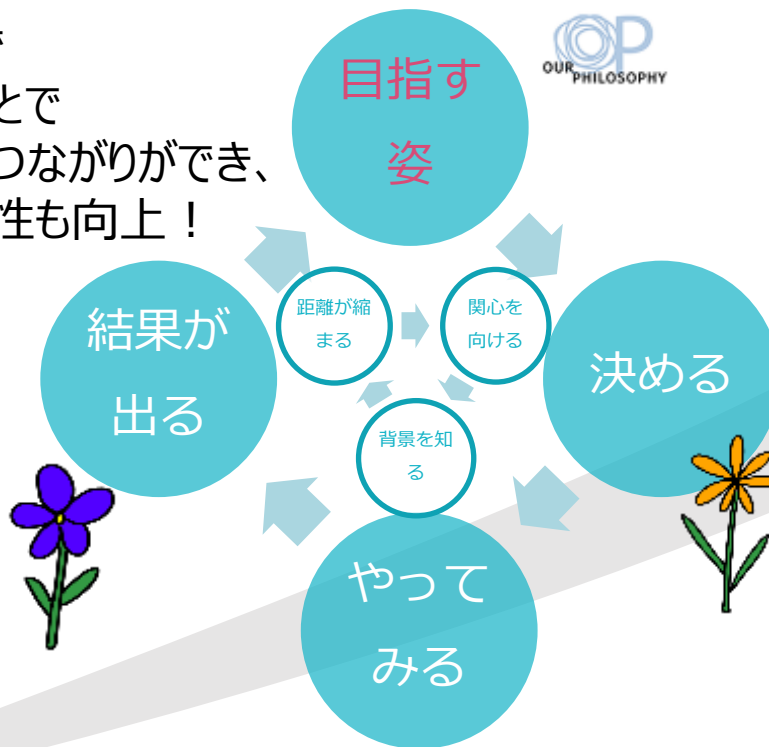 とで
つながりができ、
性も向上！
OUR
PHILOSOPHY
目指す
姿
距離が縮
まる
関心を
向ける
結果が
出る
決める
背景を知
る
やって
みる